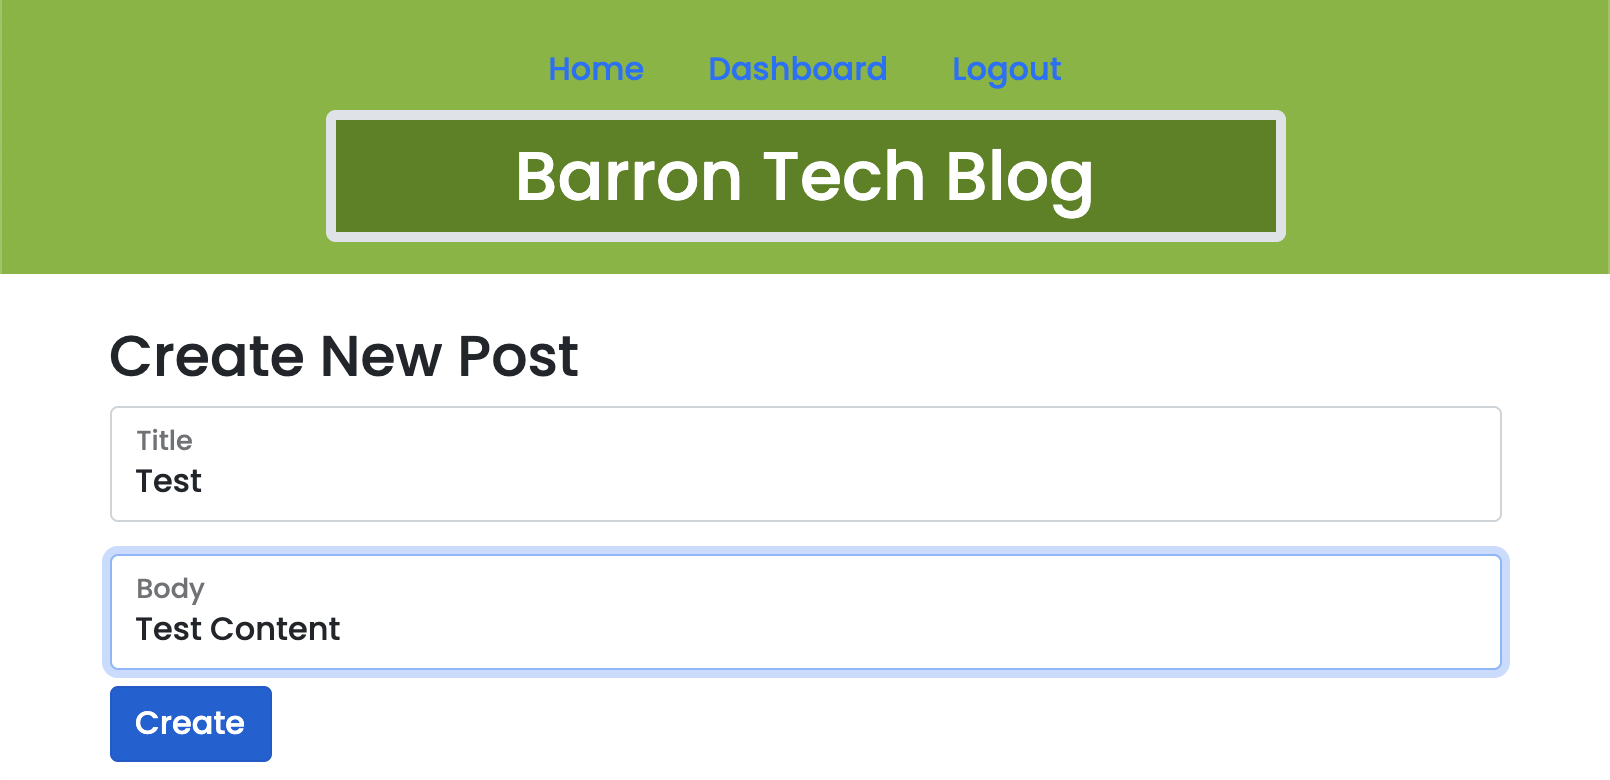 Home Dashboard Logout
Barron Tech Blog
Create New Post
Title
Test
Body
Test Content
Create